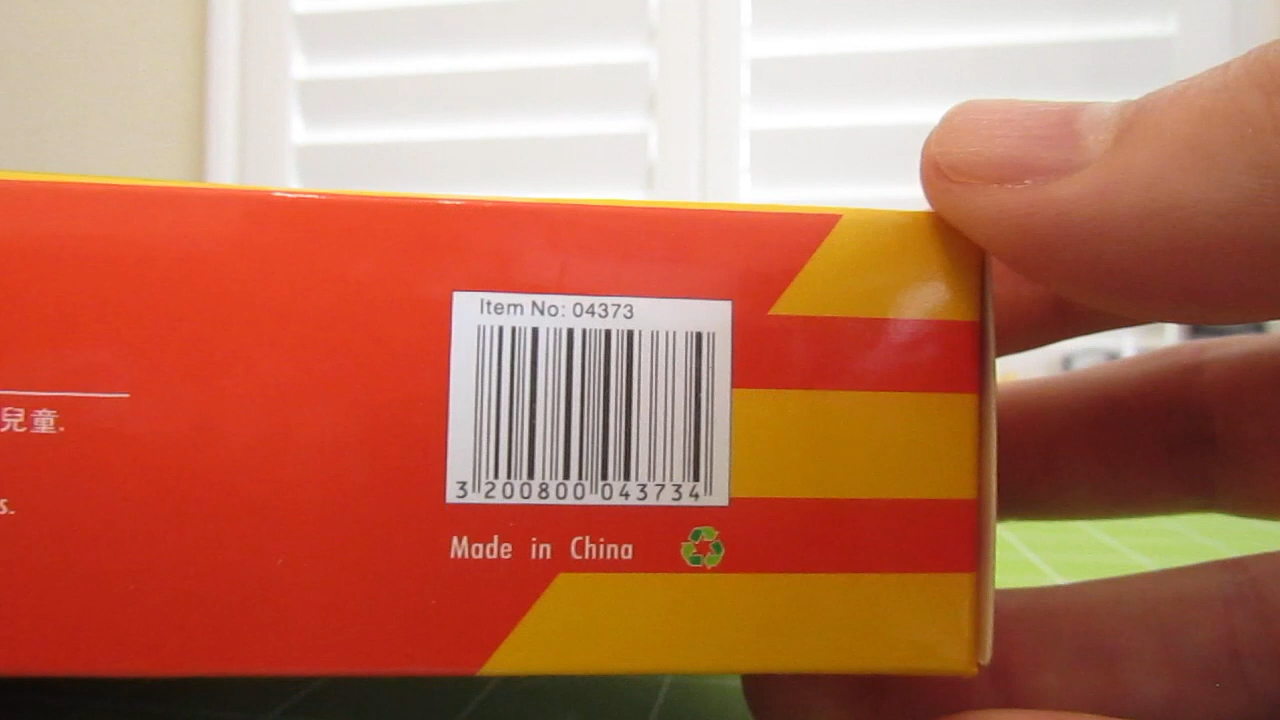 Item No: 04373
3 200800 043734
兒童.
s.
Made in China